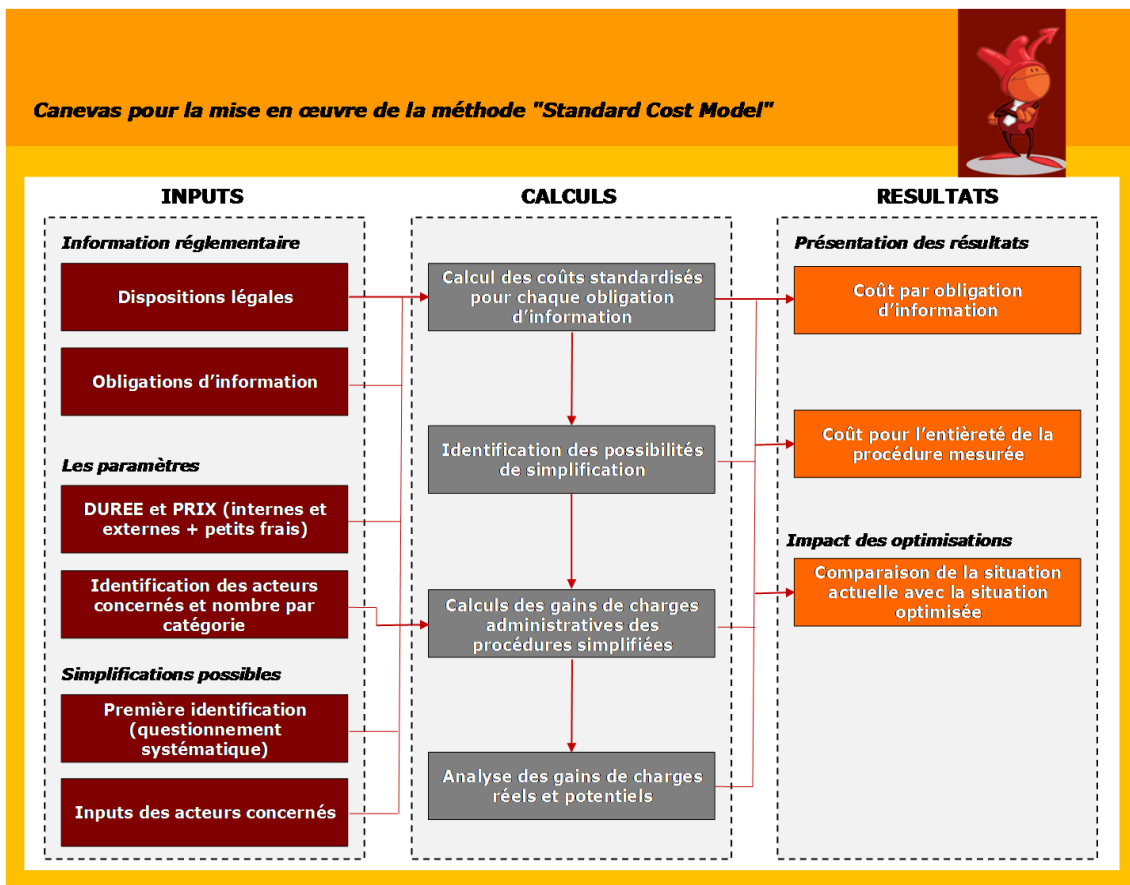 Canevas pour la mise en œuvre de la méthode "Standard Cost Model"
INPUTS
Information réglementaire
Dispositions légales
Obligations d’information
Les paramètres
DUREE et PRIX (internes et
externes + petits frais)
Identification des acteurs
concernés et nombre par
catégorie
Simplifications possibles
Première identification
(questionnement
systématique)
Inputs des acteurs concernés
CALCULS
Calcul des coûts standardisés
pour chaque obligation
d’information
Identification des possibilités
de simplification
Calculs des gains de charges
administratives des
procédures simplifiées
Analyse des gains de charges
réels et potentiels
RESULTATS
Présentation des résultats
Coût par obligation
d’information
Coût pour l’entièreté de la
procédure mesurée
Impact des optimisations
Comparaison de la situation
actuelle avec la situation
optimisée